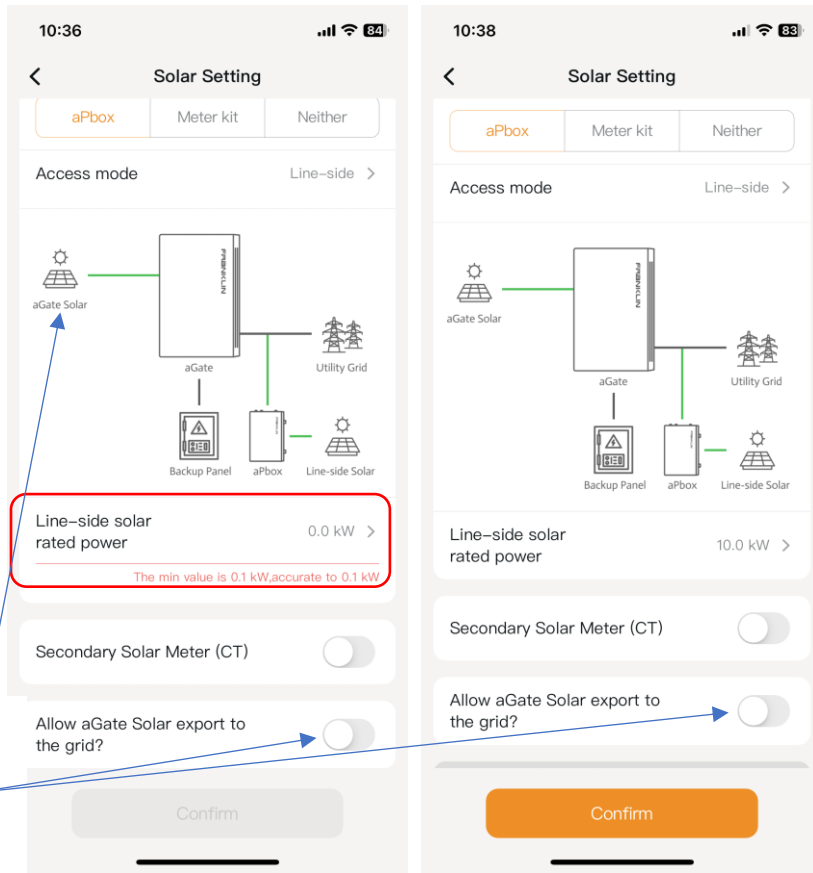 10:36
84
Solar Setting
aPbox
Meter kit
Neither
Access mode
Line-side
FRANKLIN
aGate Solar
aGate
Utility Grid
Backup Panel
aPbox
Line-side Solar
Line-side solar
rated power
0.0 kW
The min value is 0.1 kW,accurate to 0.1 kW
Secondary Solar Meter (CT)
Allow aGate Solar export to
the grid?
Confirm
10:38
83
Solar Setting
aPbox
Meter kit
Neither
Access mode
Line-side
FRANKLIN
aGate Solar
aGate
Utility Grid
Backup Panel
aPbox
Line-side Solar
Line-side solar
rated power
10.0 kW
Secondary Solar Meter (CT)
Allow aGate Solar export to
the grid?
Confirm